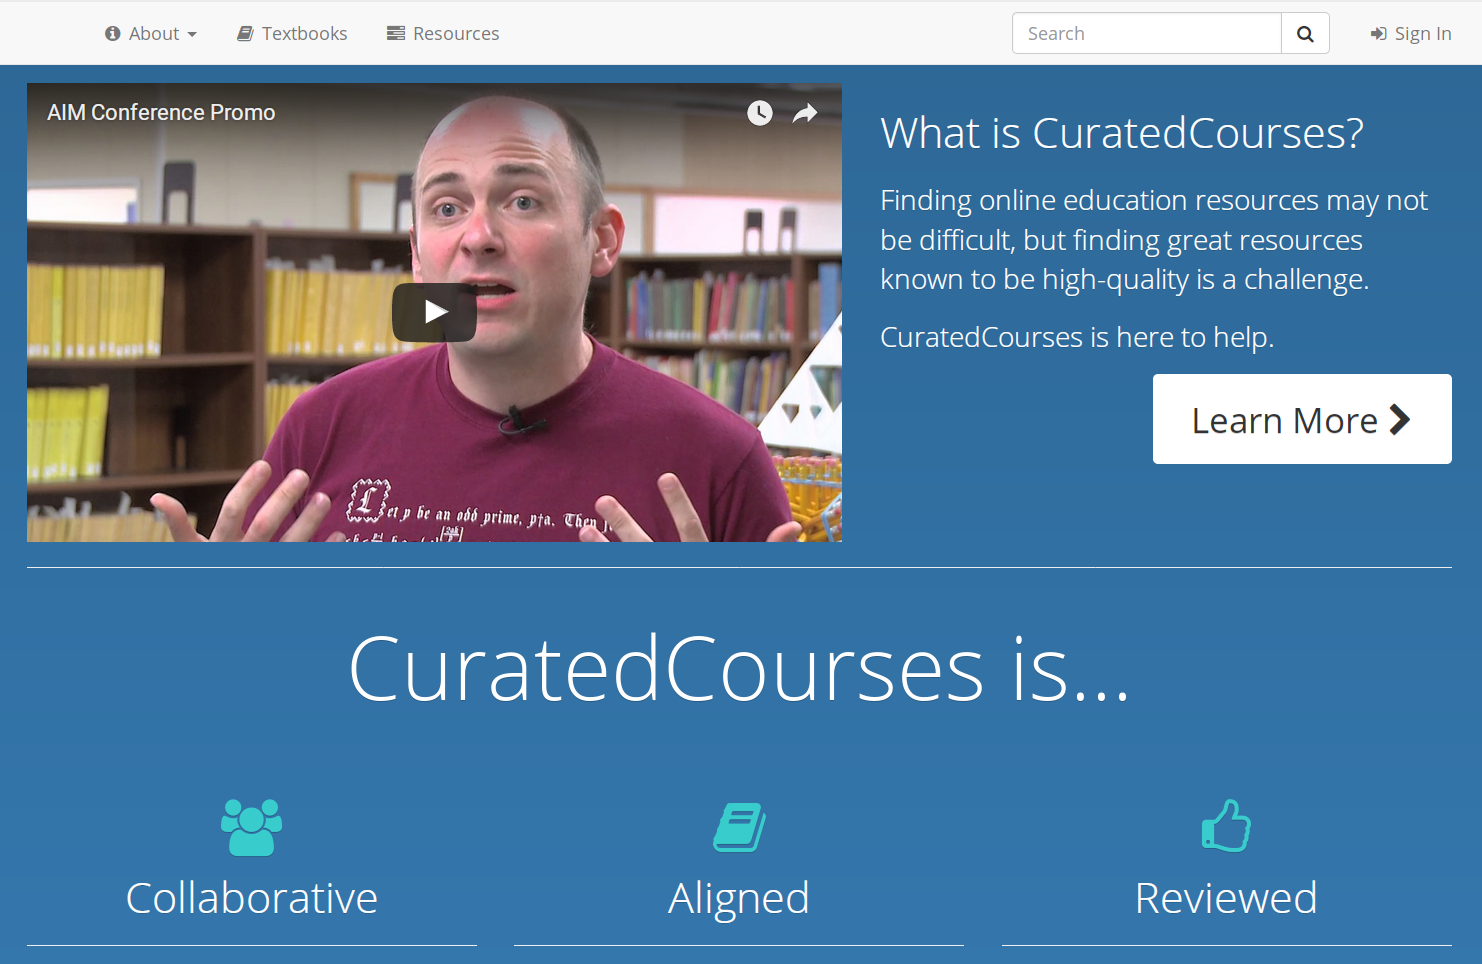 About
Textbooks
Resources
Search
Sign In
AIM Conference Promo
What is CuratedCourses?
Finding online education resources may not
be difficult, but finding great resources
known to be high-quality is a challenge.
CuratedCourses is here to help.
Learn More
Let p be an odd prime, p†a. Then
CuratedCourses is...
Collaborative
Aligned
Reviewed